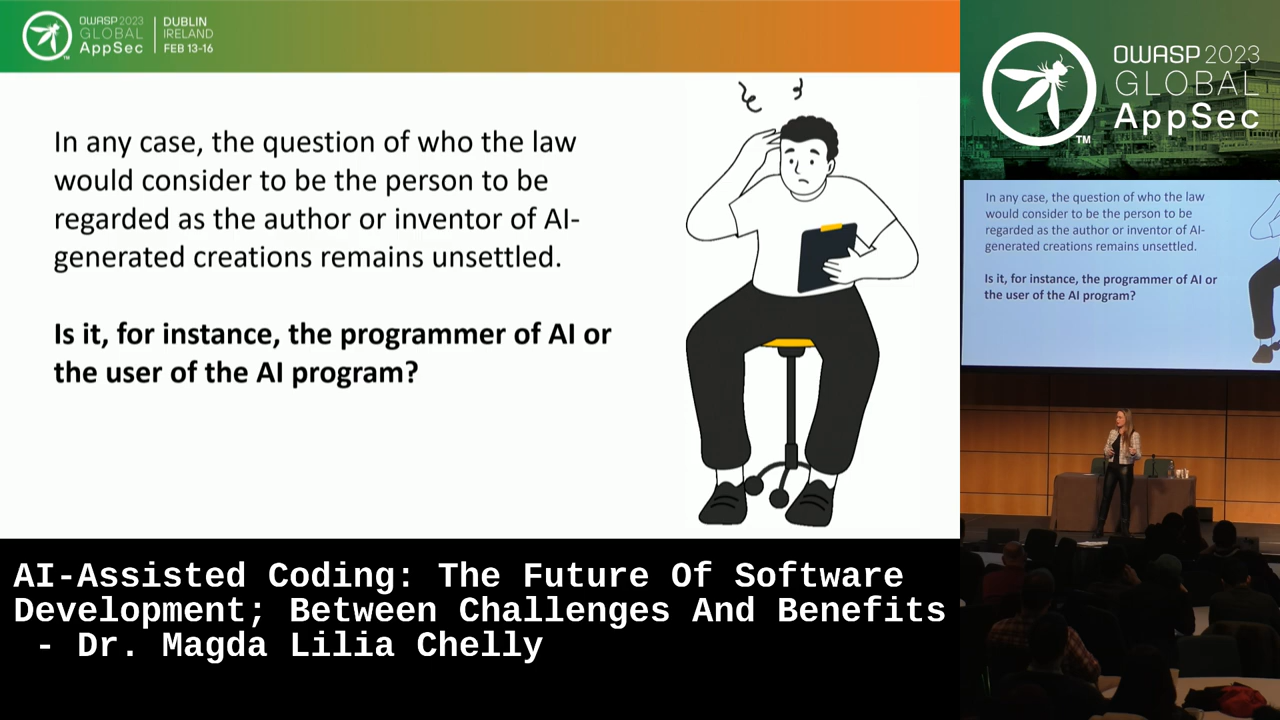 OWASP 2023
GLOBAL
AppSec
DUBLIN
IRELAND
FEB 13-16
TM
In any case, the question of who the law
would consider to be the person to be
regarded as the author or inventor of AI-
generated creations remains unsettled.
Is it, for instance, the programmer of AI or
the user of the AI program?
OWASP 2023
GLOBAL
AppSec
TM
In any case, the question of who the law
would consider to be the person to be
regarded as the author or inventor of AI-
generated creations remains unsettled.
Is it, for instance, the programmer of AI or
the user of the AI program?
AI-Assisted Coding: The Future Of Software
Development; Between Challenges And Benefits
- Dr. Magda Lilia Chelly